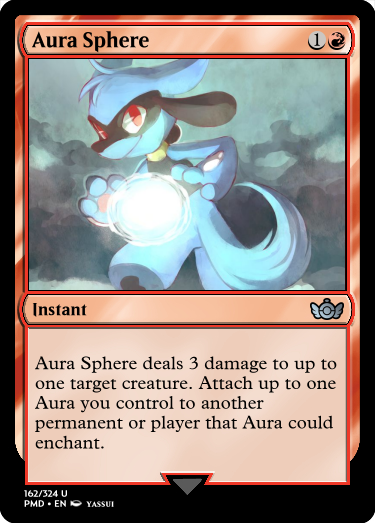 Aura Sphere 1
Instant
Aura Sphere deals 3 damage to up to
one target creature. Attach up to one
Aura you control to another
permanent or player that Aura could
enchant.
162/324 U
PMD • EN YASSUI